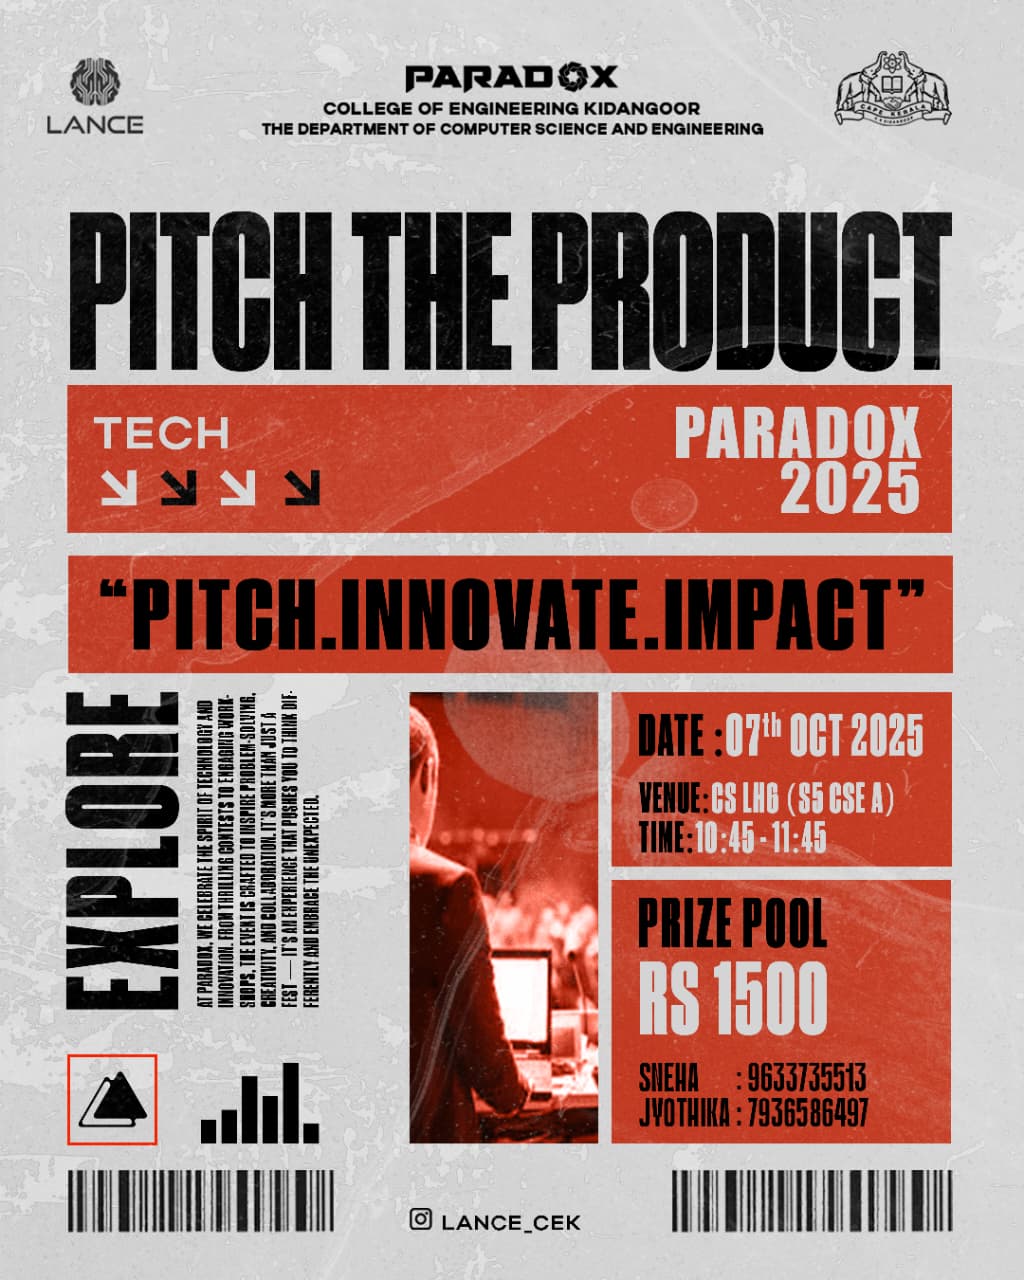 LANCE
PARADOX
COLLEGE OF ENGINEERING KIDANGOOR
THE DEPARTMENT OF COMPUTER SCIENCE AND ENGINEERING
CAPE KERALA
PITCH THE PRODUCT
TECH
PARADOX
2025
“PITCH.INNOVATE.IMPACT”
EXPLORE
AT PARADOX, WE CELEBRATE THE SPIRIT OF TECHNOLOGY AND
INNOVATION. FROM THRILLING CONTESTS TO ENGAGING WORK-
SHOPS, THE EVENT IS CRAFTED TO INSPIRE PROBLEM-SOLVING,
CREATIVITY, AND COLLABORATION. IT'S MORE THAN JUST A
FEST — IT'S AN EXPERIENCE THAT PUSHES YOU TO THINK DIF-
FERENTLY AND EMBRACE THE UNEXPECTED.
DATE :07th OCT 2025
VENUE:CS LH6 (S5 CSE A)
TIME:10:45 - 11:45
PRIZE POOL
RS 1500
SNEHA : 9633735513
JYOTHIKA : 7936586497
LANCE_CEK